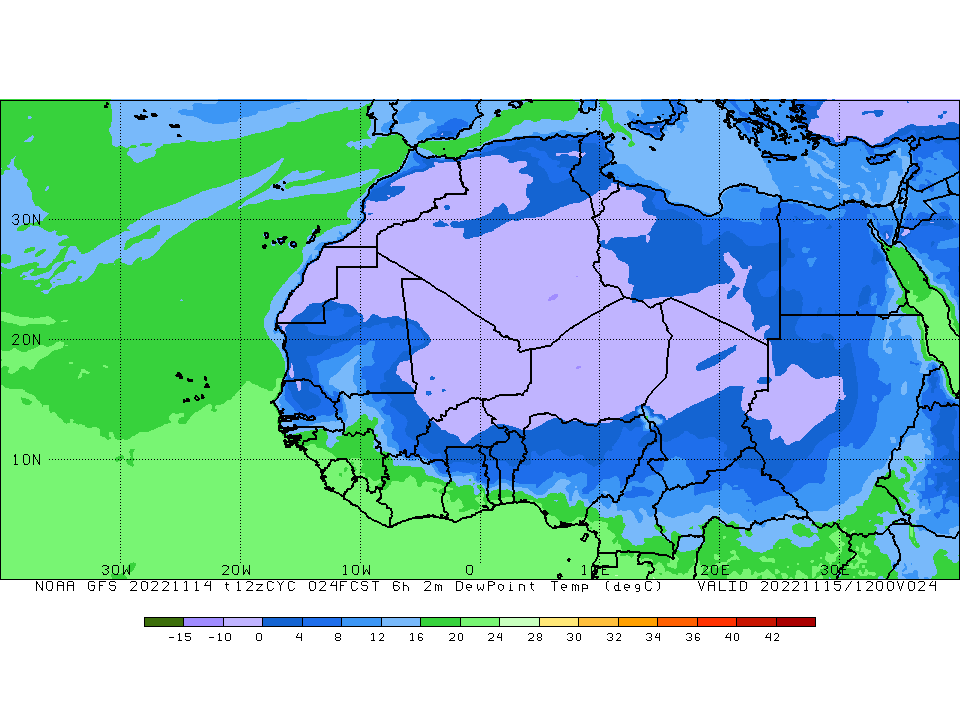 30N
20N
10N
30W 20W 10W 0 10E 20E 30E
NOAA GFS 20221114 t12zCYC 024FCST 6h 2m DewPoint Temp (degC) VALID 20221115/1200V024
-15 -10 0 4 8 12 16 20 24 28 30 32 34 36 40 42